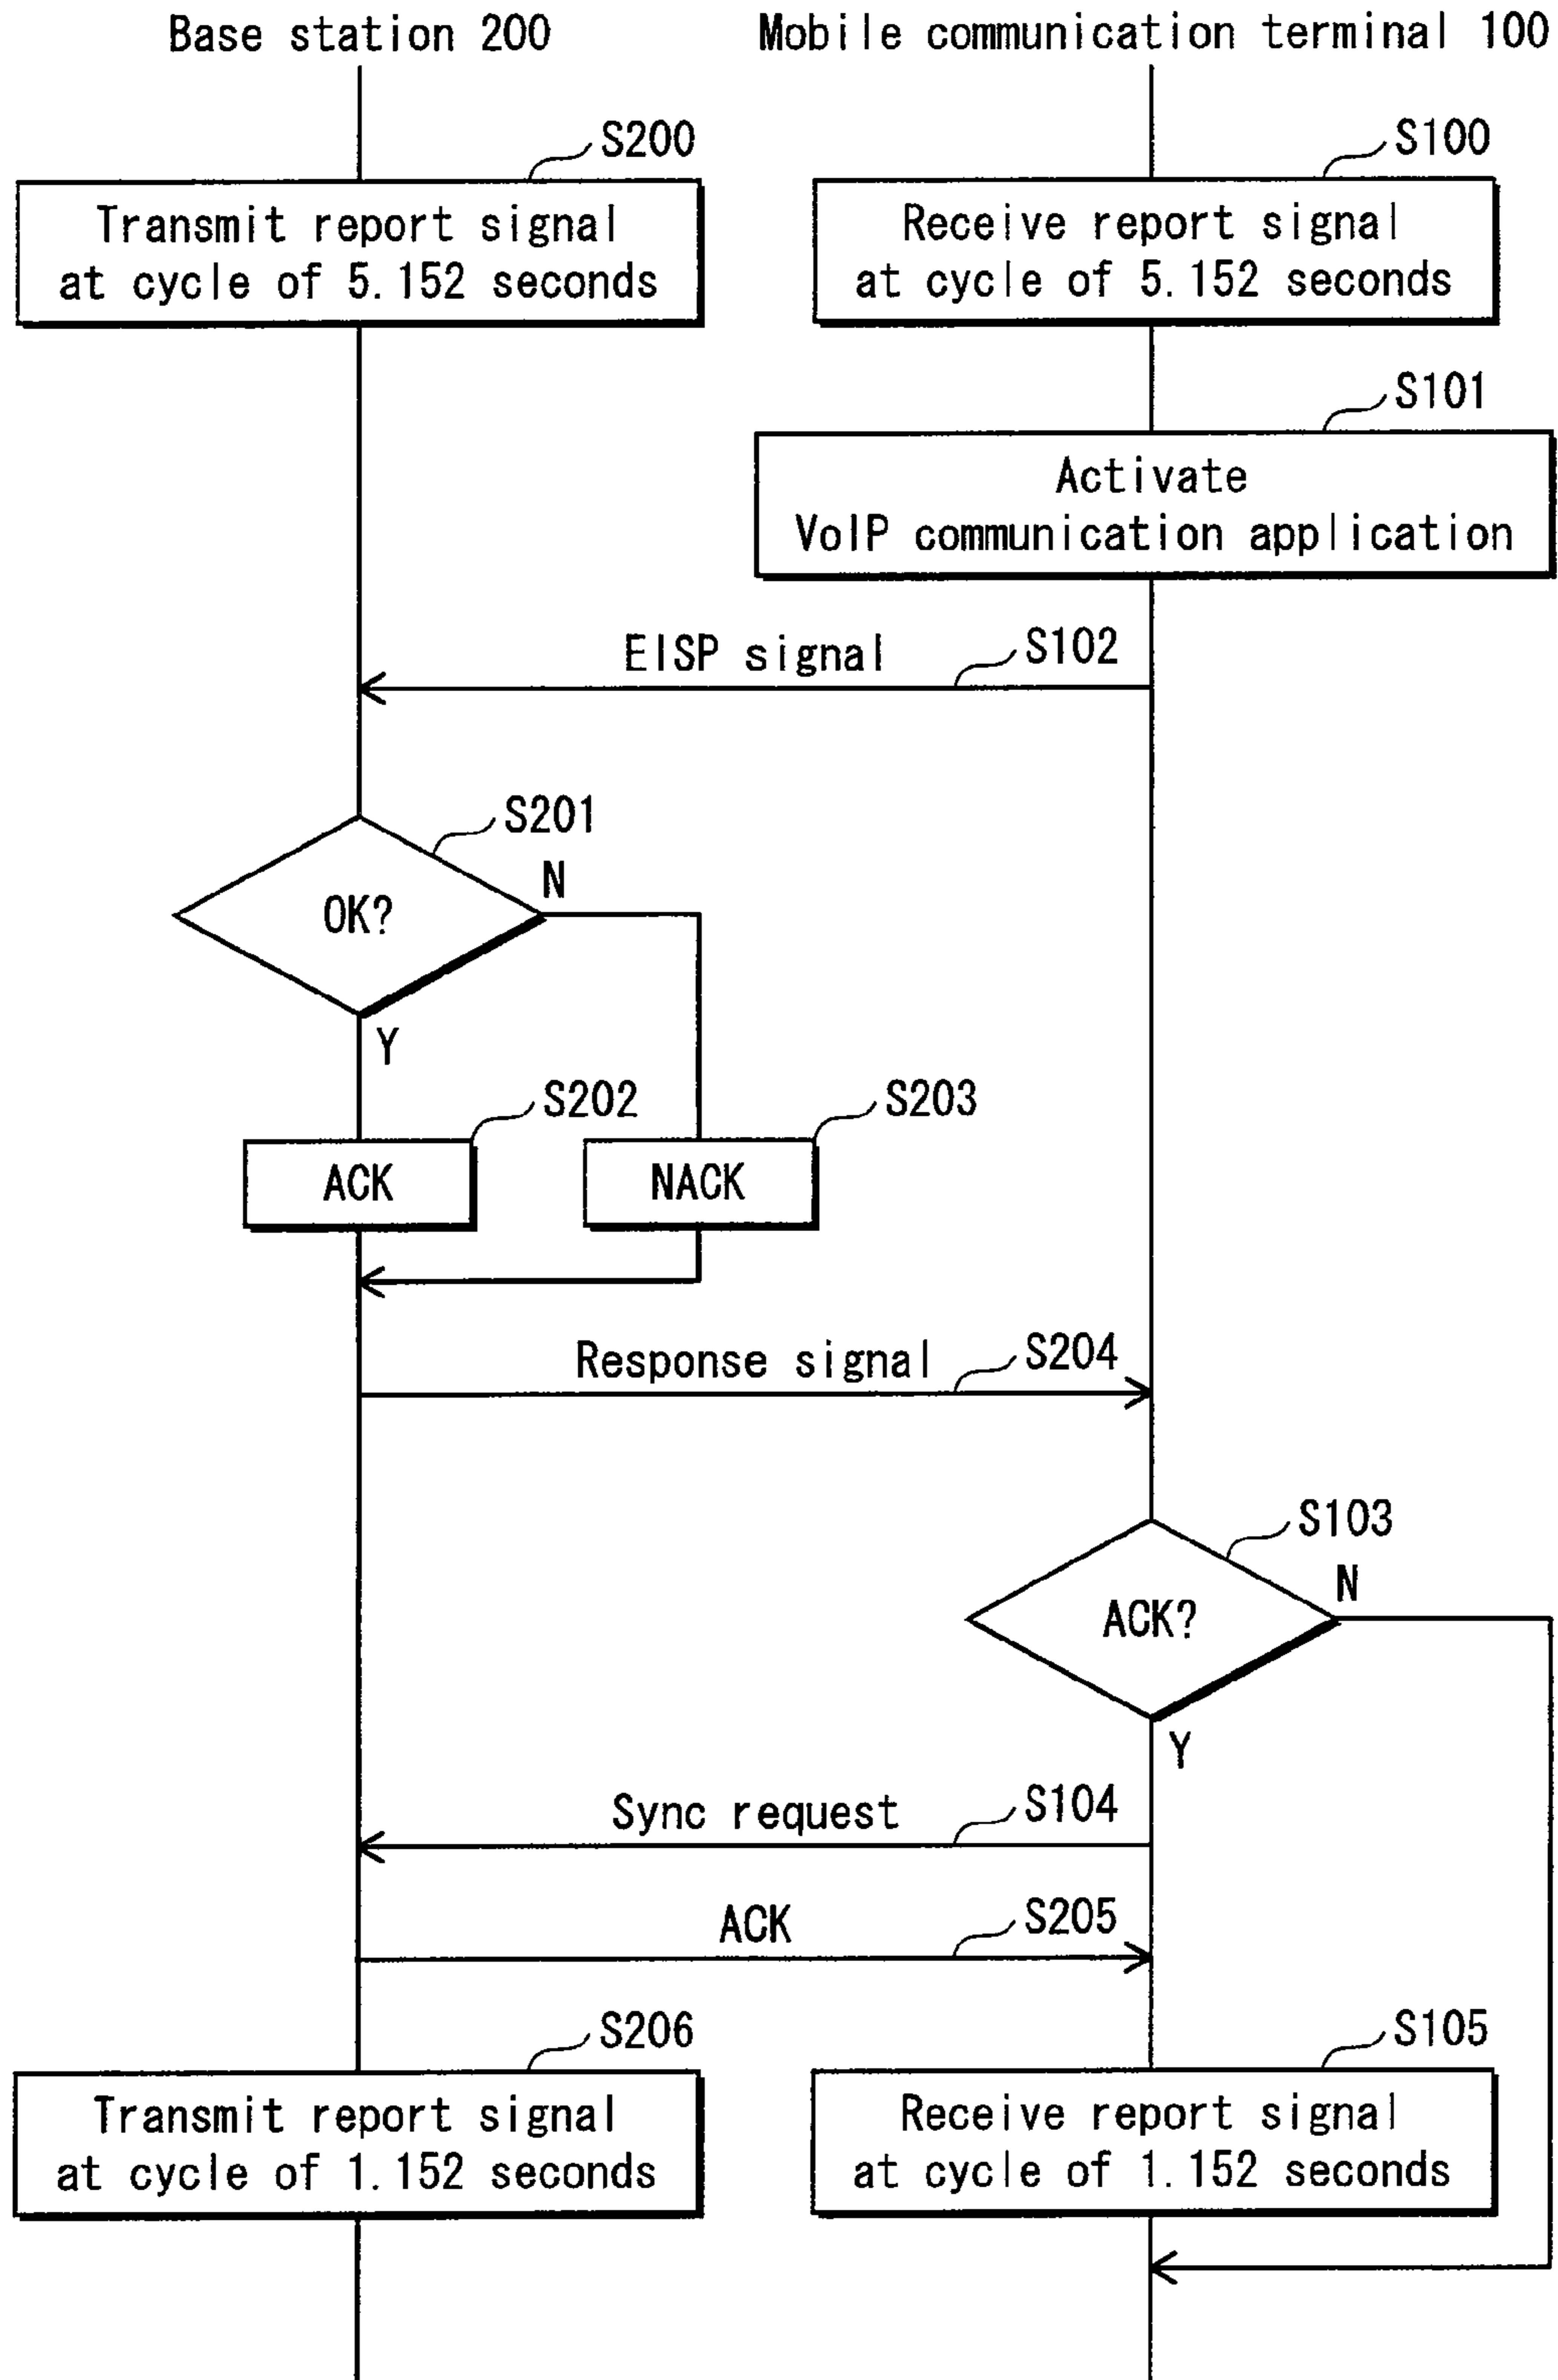 Base station 200
Mobile communication terminal 100
S200
S100
Transmit report signal
at cycle of 5.152 seconds
Receive report signal
at cycle of 5.152 seconds
S101
Activate
VoIP communication application
EISP signal
S102
S201
N
OK?
Y
S202
S203
ACK
NACK
Response signal
S204
S103
N
ACK?
Y
Sync request
S104
ACK
S205
S206
S105
Transmit report signal
at cycle of 1.152 seconds
Receive report signal
at cycle of 1.152 seconds